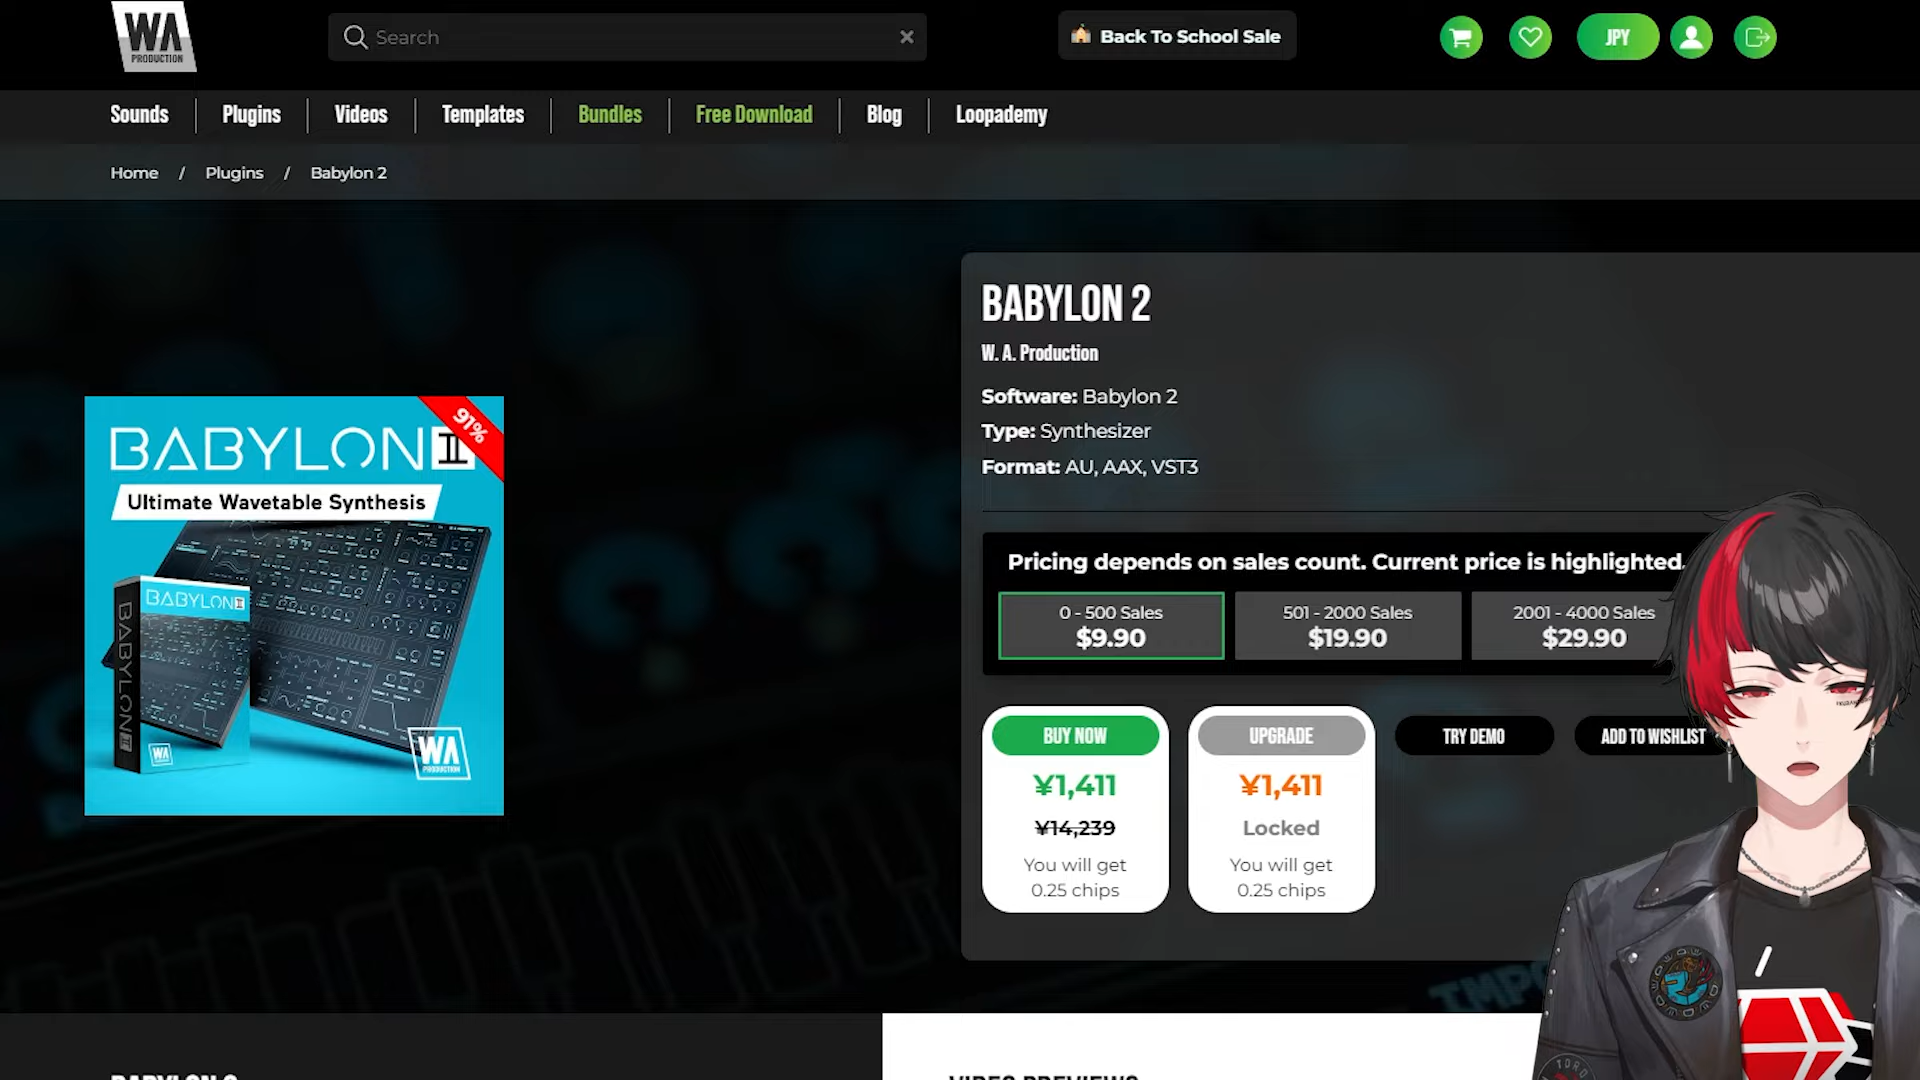 WA
PRODUCTION
Search
Back To School Sale
JPY
Sounds
Plugins
Videos
Templates
Bundles
Free Download
Blog
Loopademy
Home / Plugins / Babylon 2
BABYLON II
91%
Ultimate Wavetable Synthesis
BABYLON II
BABYLON II
WA
WA
PRODUCTION
BABYLON 2
W. A. Production
Software: Babylon 2
Type: Synthesizer
Format: AU, AAX, VST3
Pricing depends on sales count. Current price is highlighted.
0 - 500 Sales
$9.90
501 - 2000 Sales
$19.90
2001 - 4000 Sales
$29.90
BUY NOW
¥1,411
¥14,239
You will get
0.25 chips
UPGRADE
¥1,411
Locked
You will get
0.25 chips
TRY DEMO
ADD TO WISHLIST
BABYLON 2
VIDEO PREVIEWS